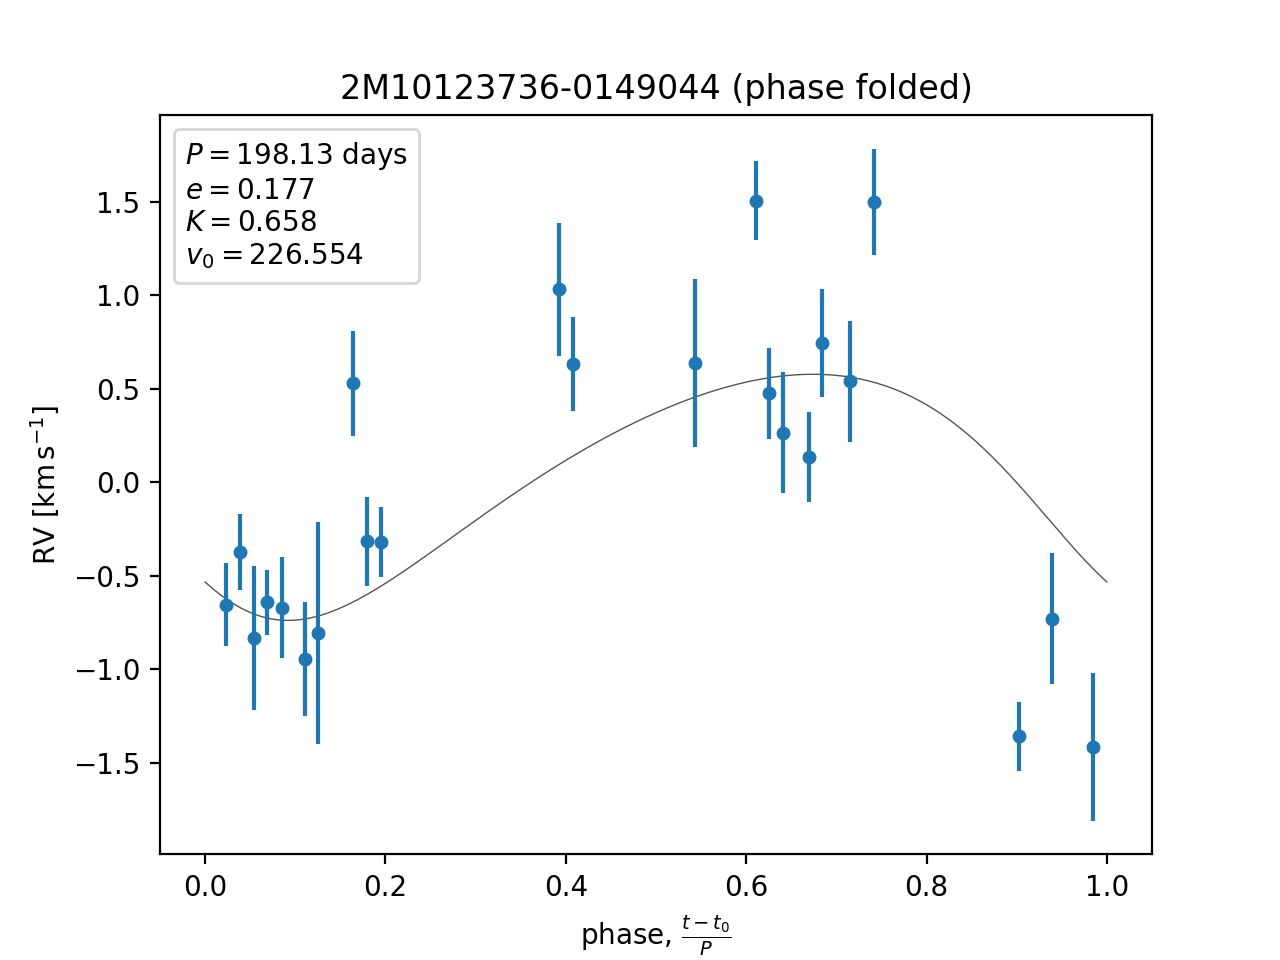 2M10123736-0149044 (phase folded)
P = 198.13 days
e = 0.177
K = 0.658
v₀ = 226.554
1.5
1.0
0.5
0.0
−0.5
−1.0
−1.5
RV [km s⁻¹]
0.0 0.2 0.4 0.6 0.8 1.0
phase, (t − t₀)/P